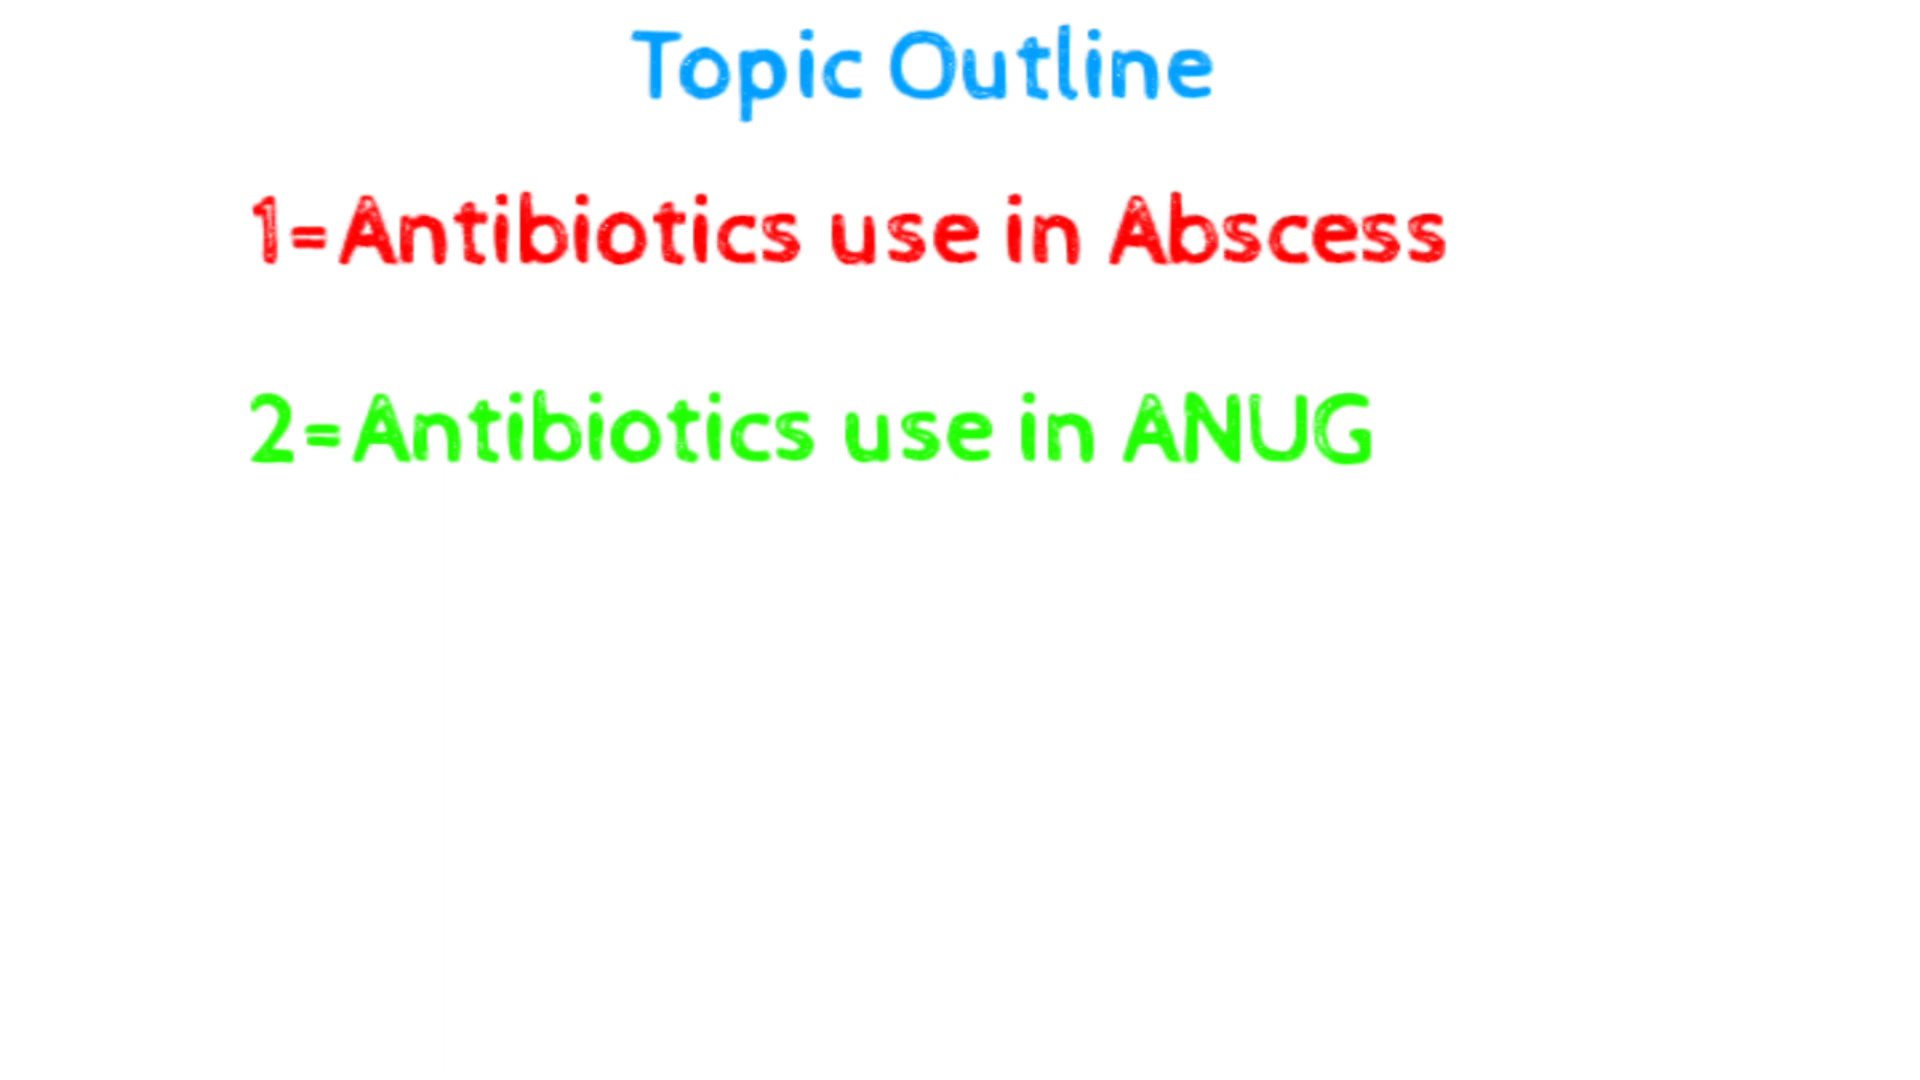 Topic Outline
1=Antibiotics use in Abscess
2=Antibiotics use in ANUG